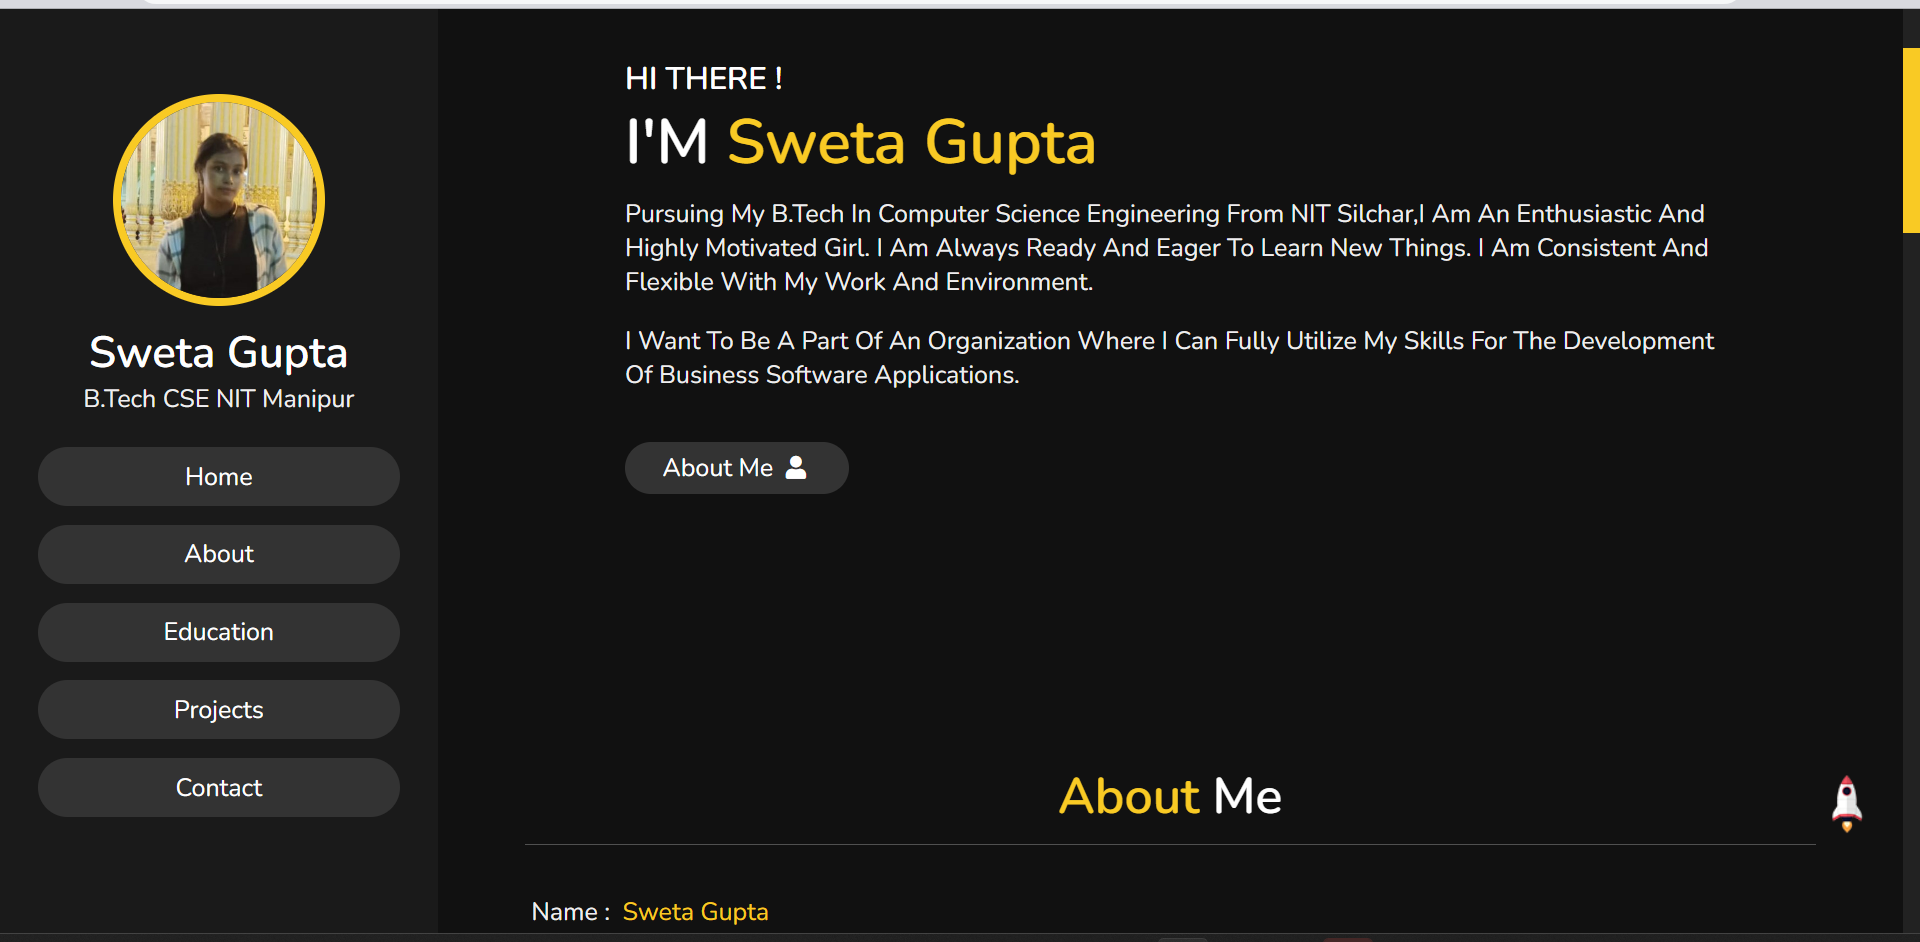 Sweta Gupta
B.Tech CSE NIT Manipur
Home
About
Education
Projects
Contact
HI THERE !
I'M Sweta Gupta
Pursuing My B.Tech In Computer Science Engineering From NIT Silchar,I Am An Enthusiastic And
Highly Motivated Girl. I Am Always Ready And Eager To Learn New Things. I Am Consistent And
Flexible With My Work And Environment.
I Want To Be A Part Of An Organization Where I Can Fully Utilize My Skills For The Development
Of Business Software Applications.
About Me
About Me
Name : Sweta Gupta